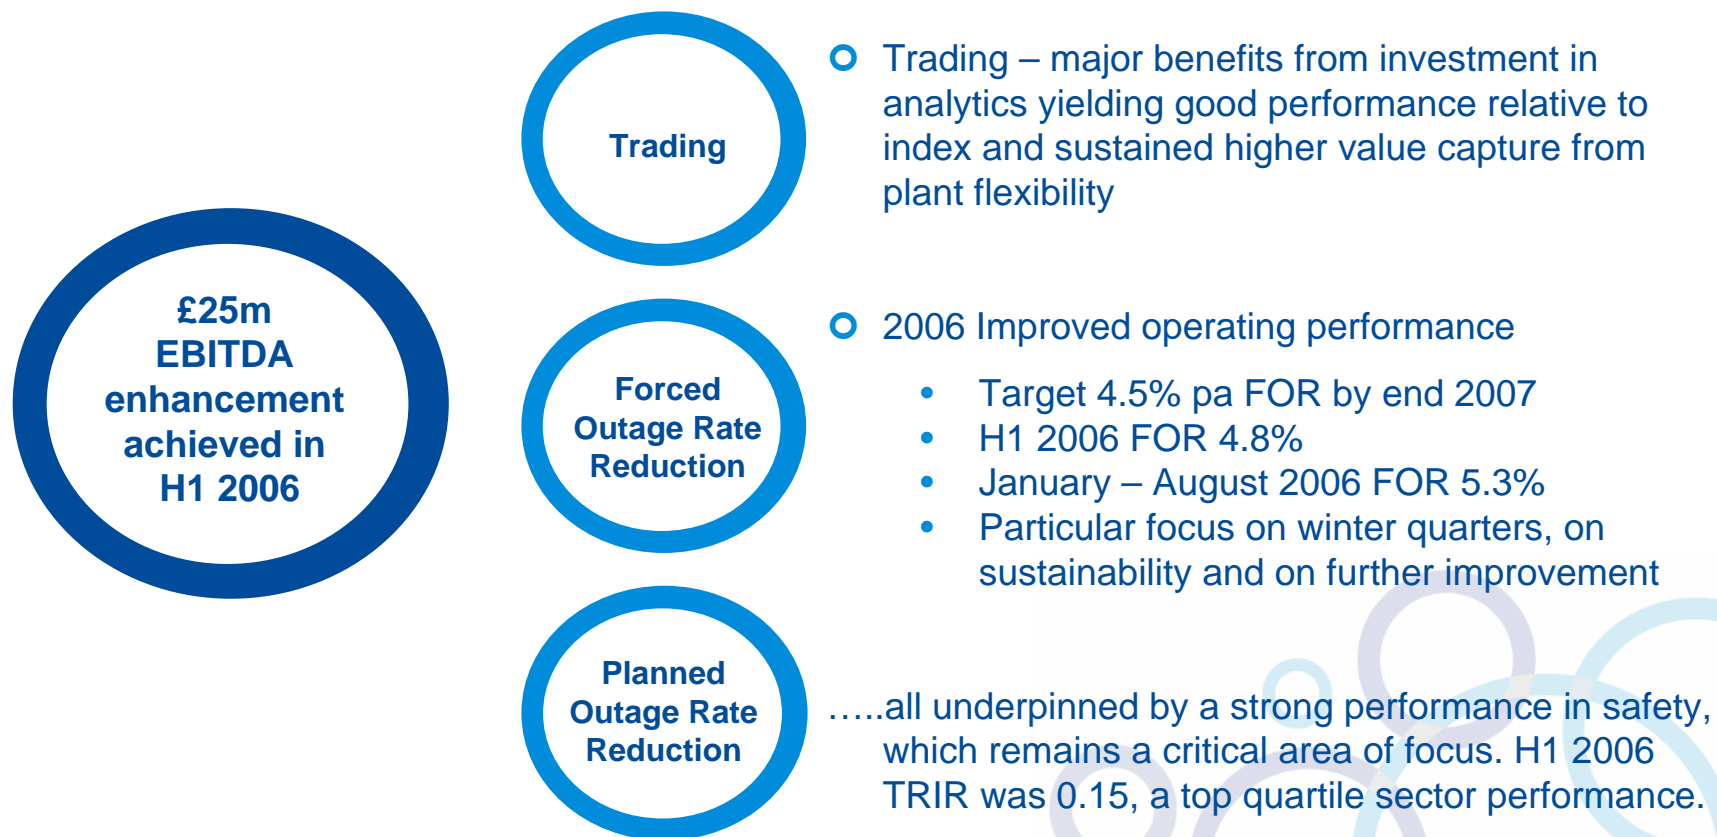 £25m
EBITDA
enhancement
achieved in
H1 2006
Trading
Trading – major benefits from investment in
analytics yielding good performance relative to
index and sustained higher value capture from
plant flexibility
Forced
Outage Rate
Reduction
2006 Improved operating performance
• Target 4.5% pa FOR by end 2007
• H1 2006 FOR 4.8%
• January – August 2006 FOR 5.3%
• Particular focus on winter quarters, on
sustainability and on further improvement
Planned
Outage Rate
Reduction
…..all underpinned by a strong performance in safety,
which remains a critical area of focus. H1 2006
TRIR was 0.15, a top quartile sector performance.